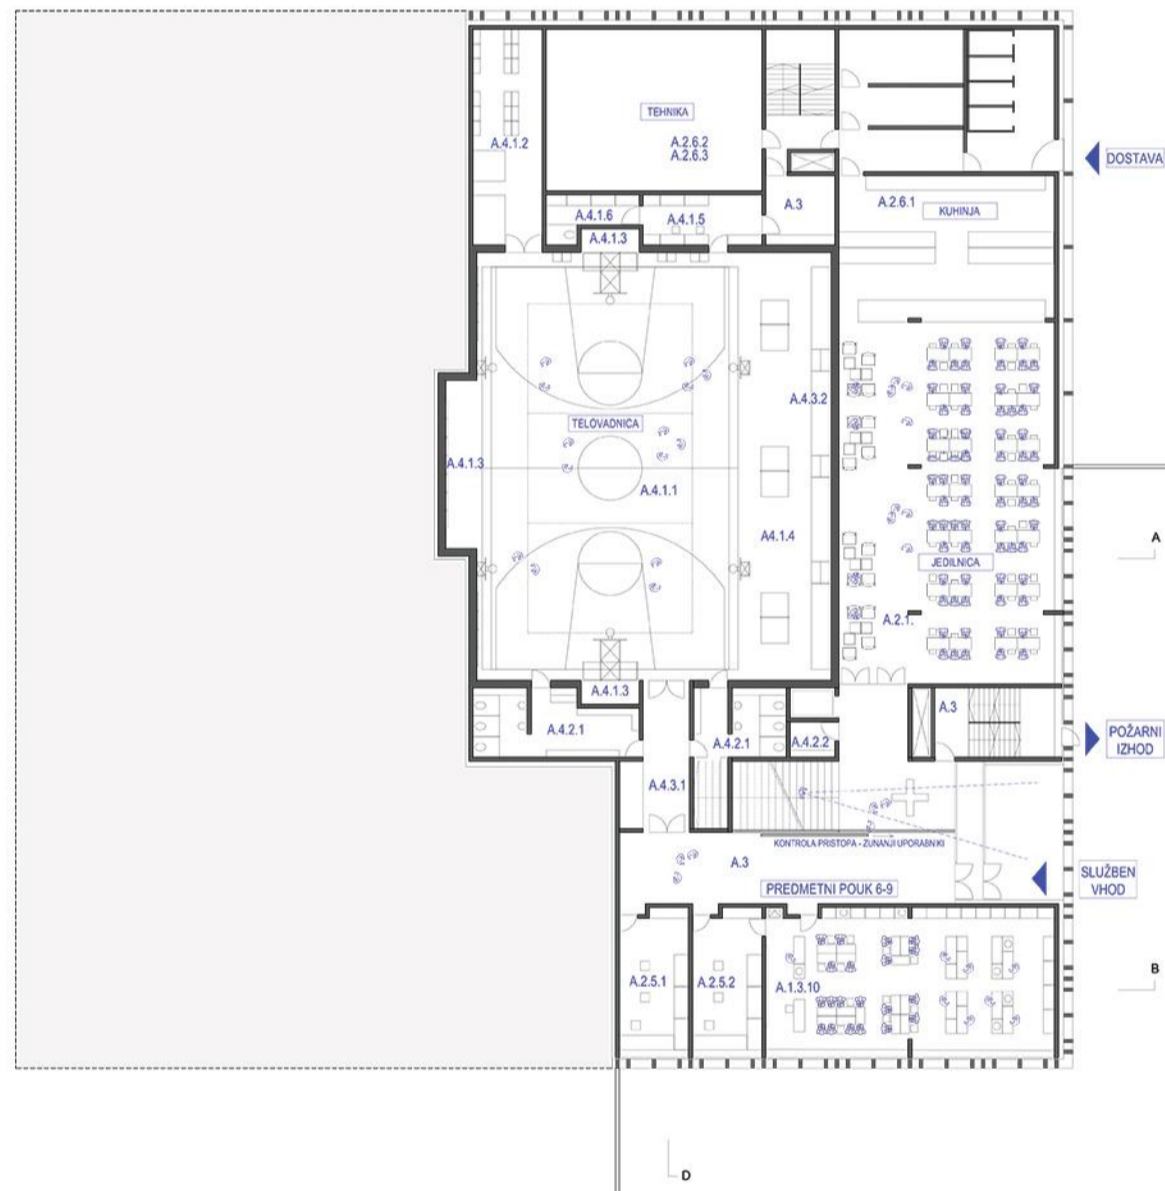 TEHNIKA
A.4.1.2
A.2.6.2
A.2.6.3
DOSTAVA
A.4.1.6
A.4.1.5
A.3
A.2.6.1
KUHINJA
A.4.1.3
A.4.3.2
TELOVADNICA
A.4.1.3
A.4.1.1
A4.1.4
A
JEDILNICA
A.2.1.
A.4.1.3
A.3
A.4.2.1
A.4.2.1
A.4.2.2
POŽARNI
IZHOD
A.4.3.1
KONTROLA PRISTOPA - ZUNANJI UPORABNIKI
A.3
PREDMETNI POUK 6-9
SLUŽBEN
VHOD
A.2.5.1
A.2.5.2
A.1.3.10
B
D